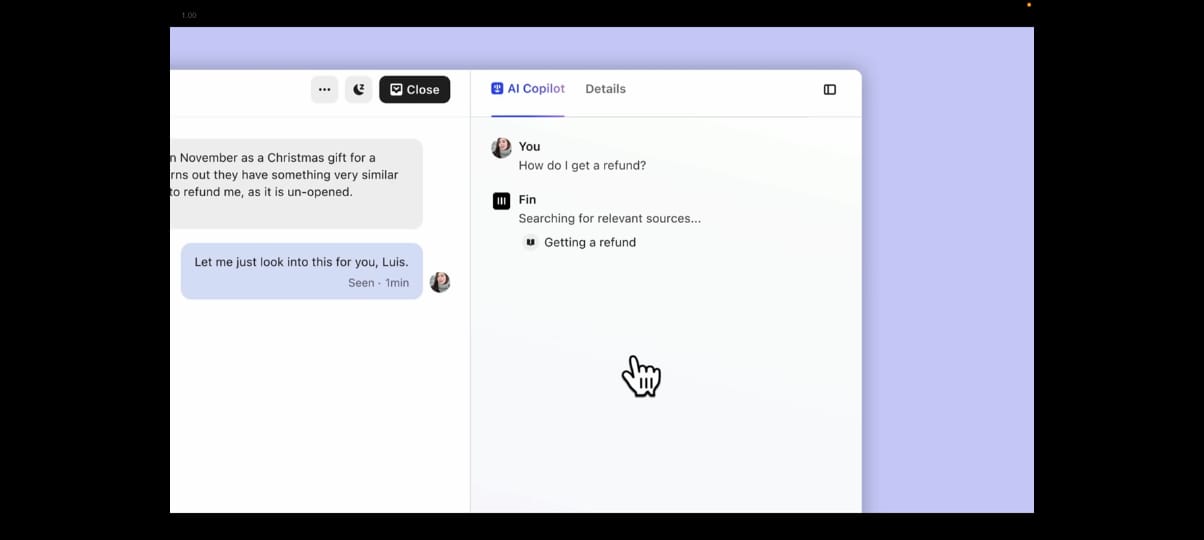 1.00
Close
n November as a Christmas gift for a
rns out they have something very similar
to refund me, as it is un-opened.
Let me just look into this for you, Luis.
Seen · 1min
AI Copilot
Details
You
How do I get a refund?
Fin
Searching for relevant sources...
Getting a refund